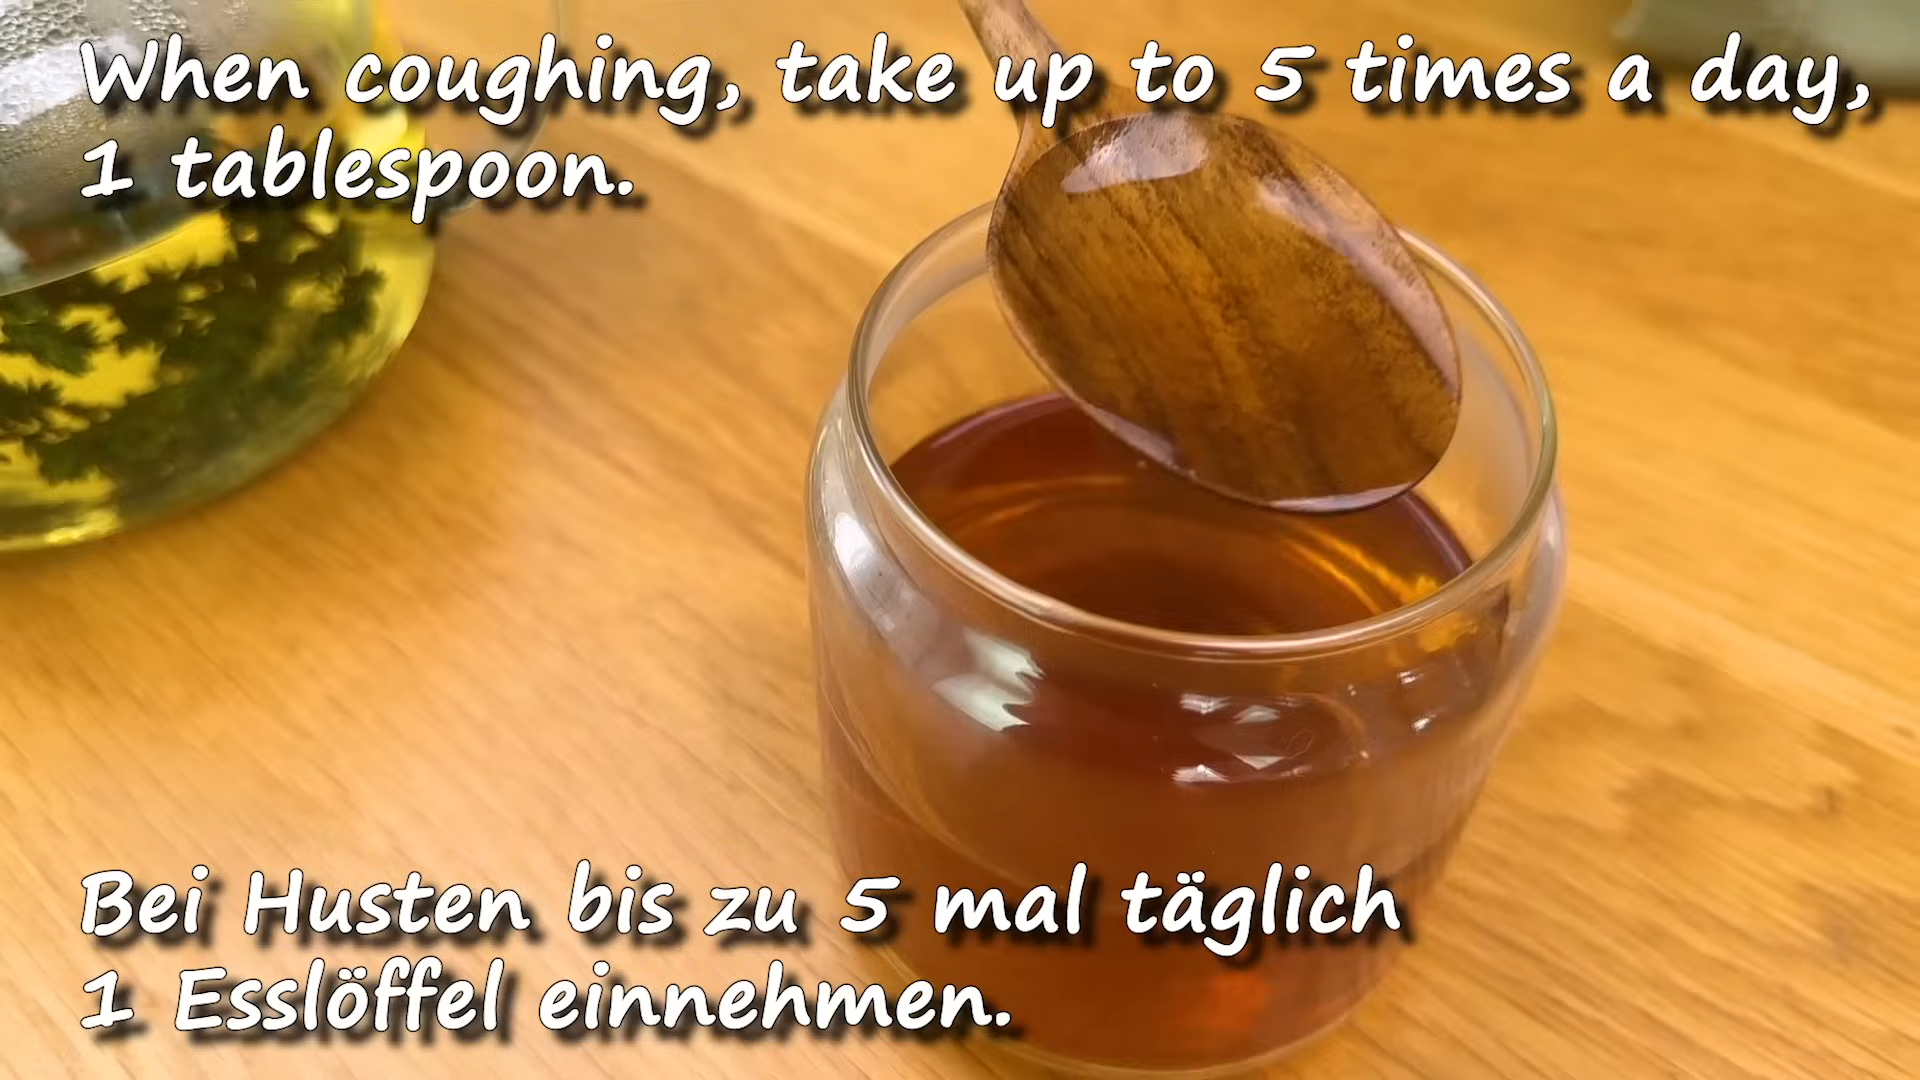 When coughing, take up to 5 times a day,
1 tablespoon.
Bei Husten bis zu 5 mal täglich
1 Esslöffel einnehmen.